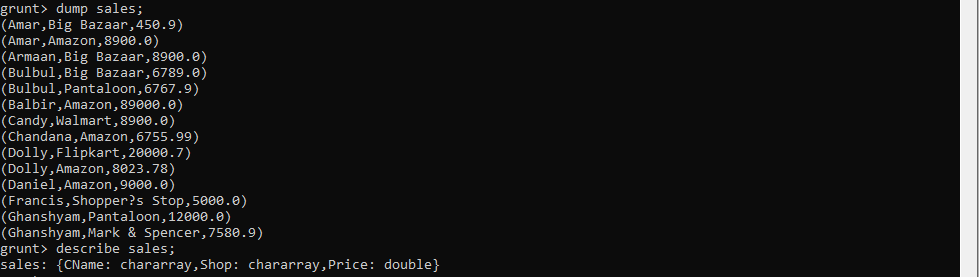 grunt> dump sales;
(Amar,Big Bazaar,450.9)
(Amar,Amazon,8900.0)
(Armaan,Big Bazaar,8900.0)
(Bulbul,Big Bazaar,6789.0)
(Bulbul,Pantaloon,6767.9)
(Balbir,Amazon,89000.0)
(Candy,Walmart,8900.0)
(Chandana,Amazon,6755.99)
(Dolly,Flipkart,20000.7)
(Dolly,Amazon,8023.78)
(Daniel,Amazon,9000.0)
(Francis,Shopper?s Stop,5000.0)
(Ghanshyam,Pantaloon,12000.0)
(Ghanshyam,Mark & Spencer,7580.9)
grunt> describe sales;
sales: {CName: chararray,Shop: chararray,Price: double}